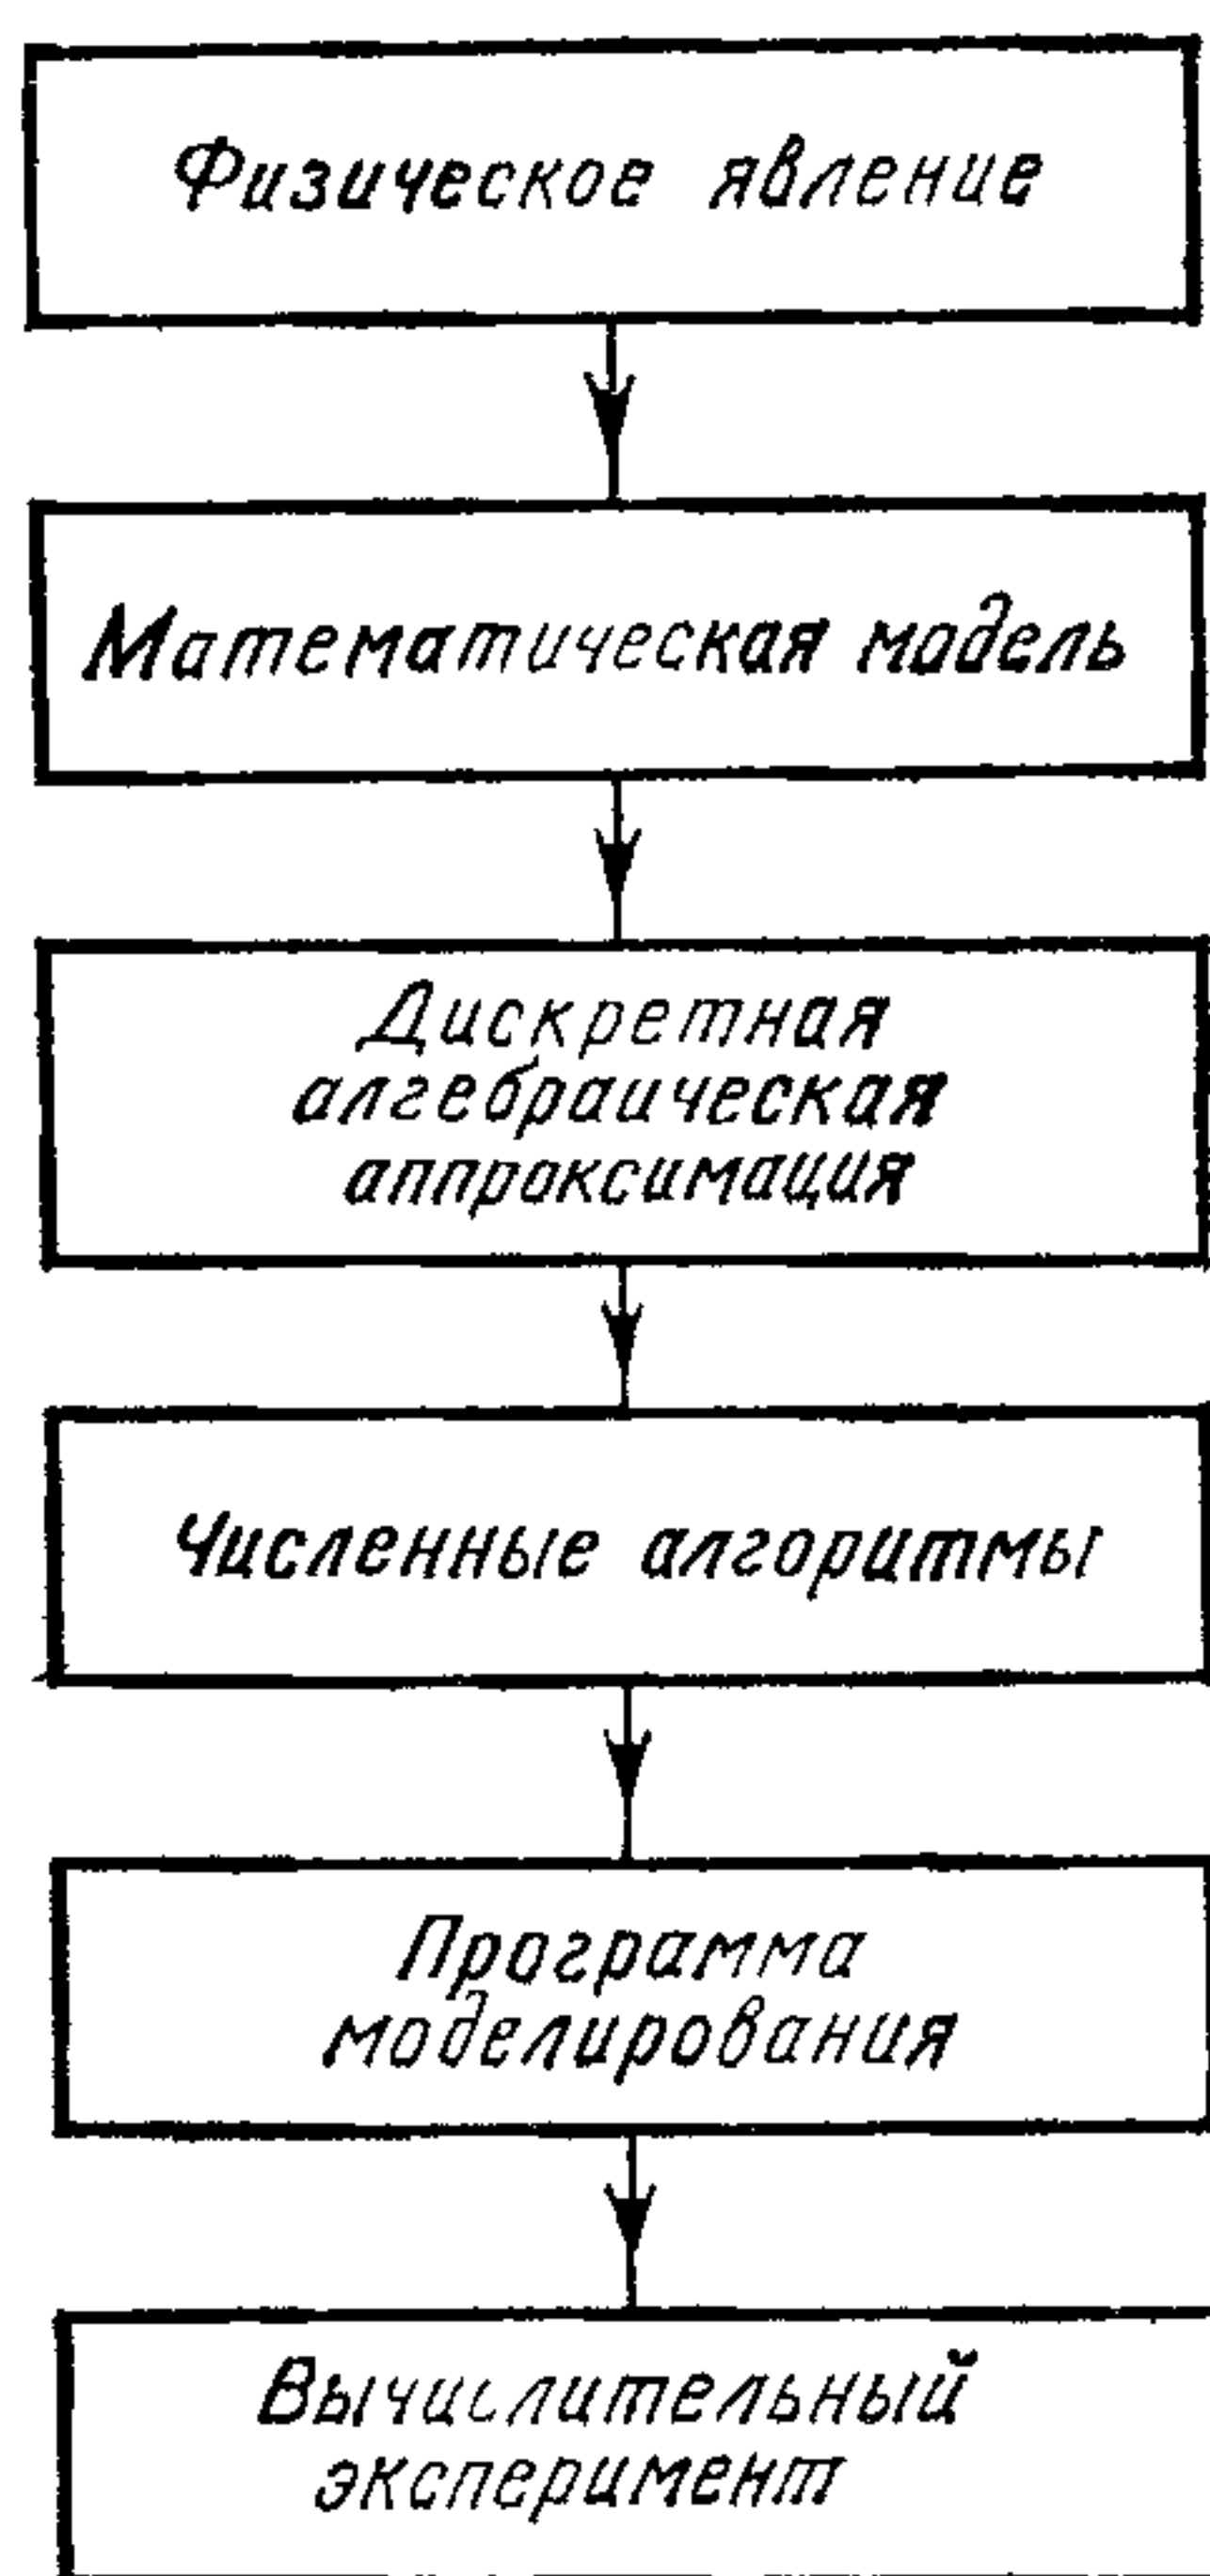 Физическое явление
Математическая модель
Дискретная
алгебраическая
аппроксимация
Численные алгоритмы
Программа
моделирования
Вычислительный
эксперимент